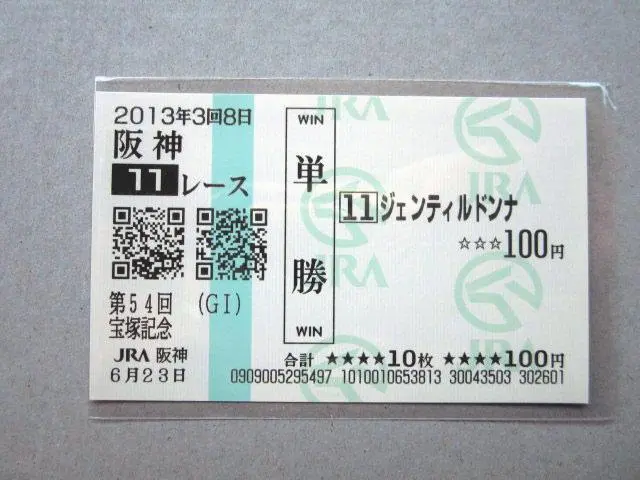 2013年3回8日
阪神
11レース
第54回 (GI)
宝塚記念
JRA 阪神
6月23日
WIN
単勝
WIN
11ジェンティルドンナ
☆☆☆100円
合計 ★★★★10枚 ★★★★100円
0909005295497 1010010653813 30043503 302601
JRA
JRA
JRA
JRA